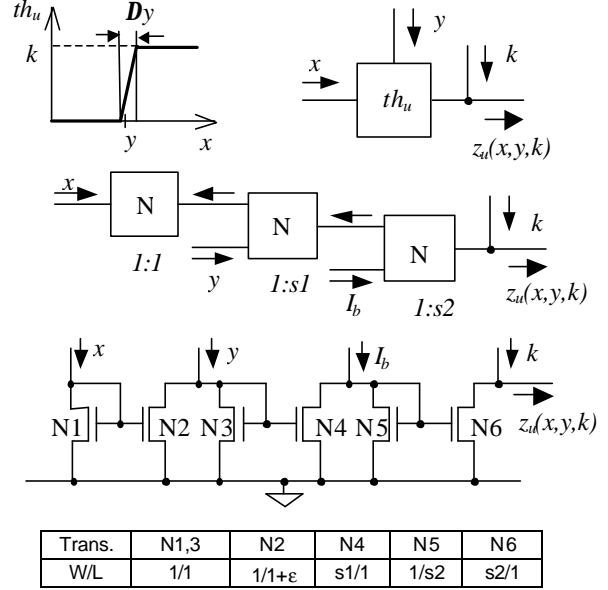 th_u
Dy
k
y
x
x
y
k
th_u
z_u(x,y,k)
x
N
N
N
k
1:1
y
1:s1
I_b
1:s2
z_u(x,y,k)
x
y
I_b
k
N1
N2
N3
N4
N5
N6
z_u(x,y,k)
Trans. N1,3 N2 N4 N5 N6
W/L 1/1 1/1+ε s1/1 1/s2 s2/1